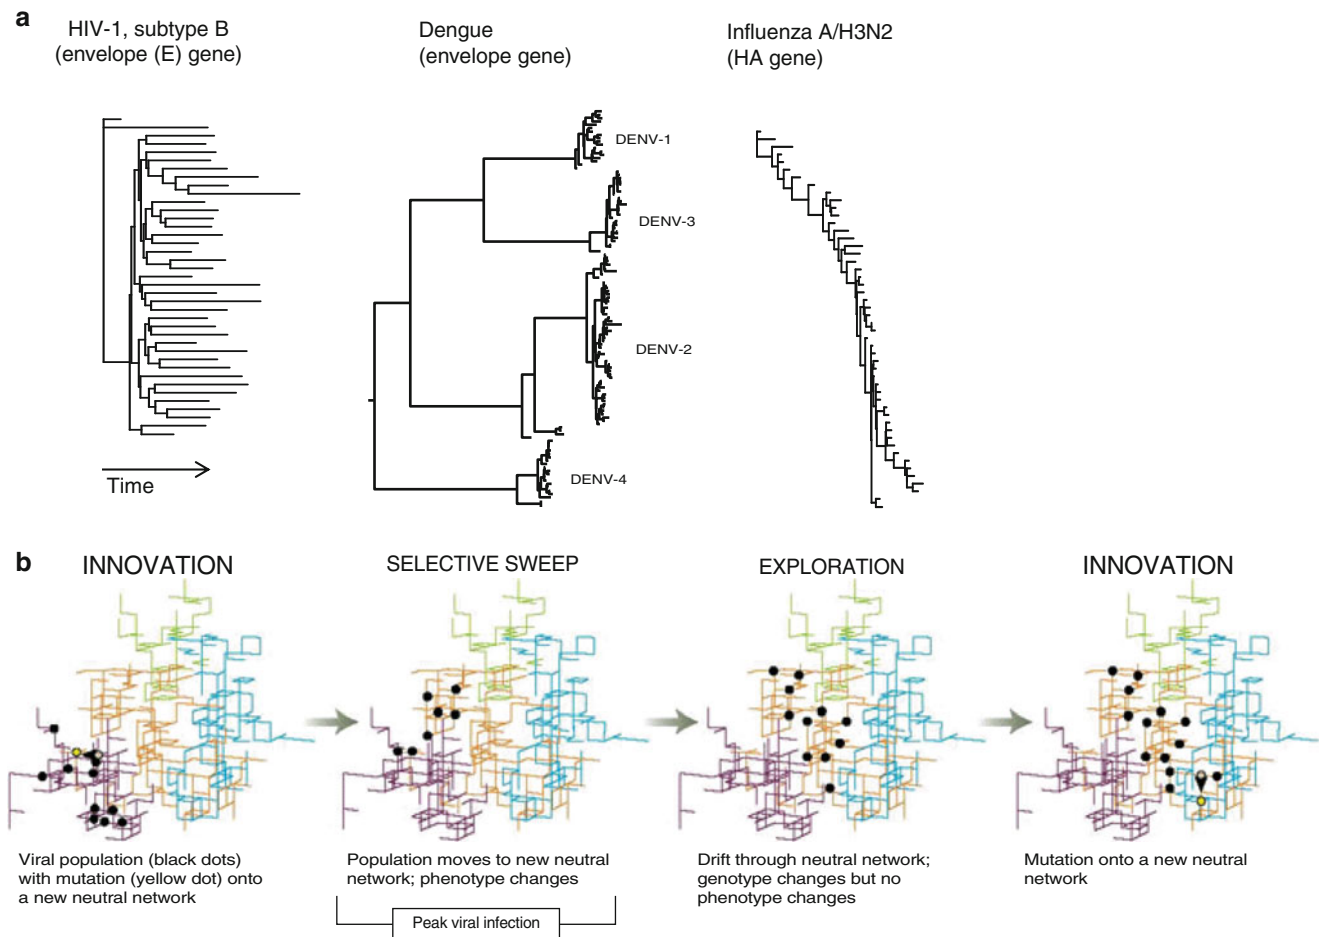 a
HIV-1, subtype B
(envelope (E) gene)
Dengue
(envelope gene)
Influenza A/H3N2
(HA gene)
DENV-1
DENV-3
DENV-2
DENV-4
Time
b
INNOVATION
SELECTIVE SWEEP
EXPLORATION
INNOVATION
Viral population (black dots)
with mutation (yellow dot) onto
a new neutral network
Population moves to new neutral
network; phenotype changes
Drift through neutral network;
genotype changes but no
phenotype changes
Mutation onto a new neutral
network
Peak viral infection